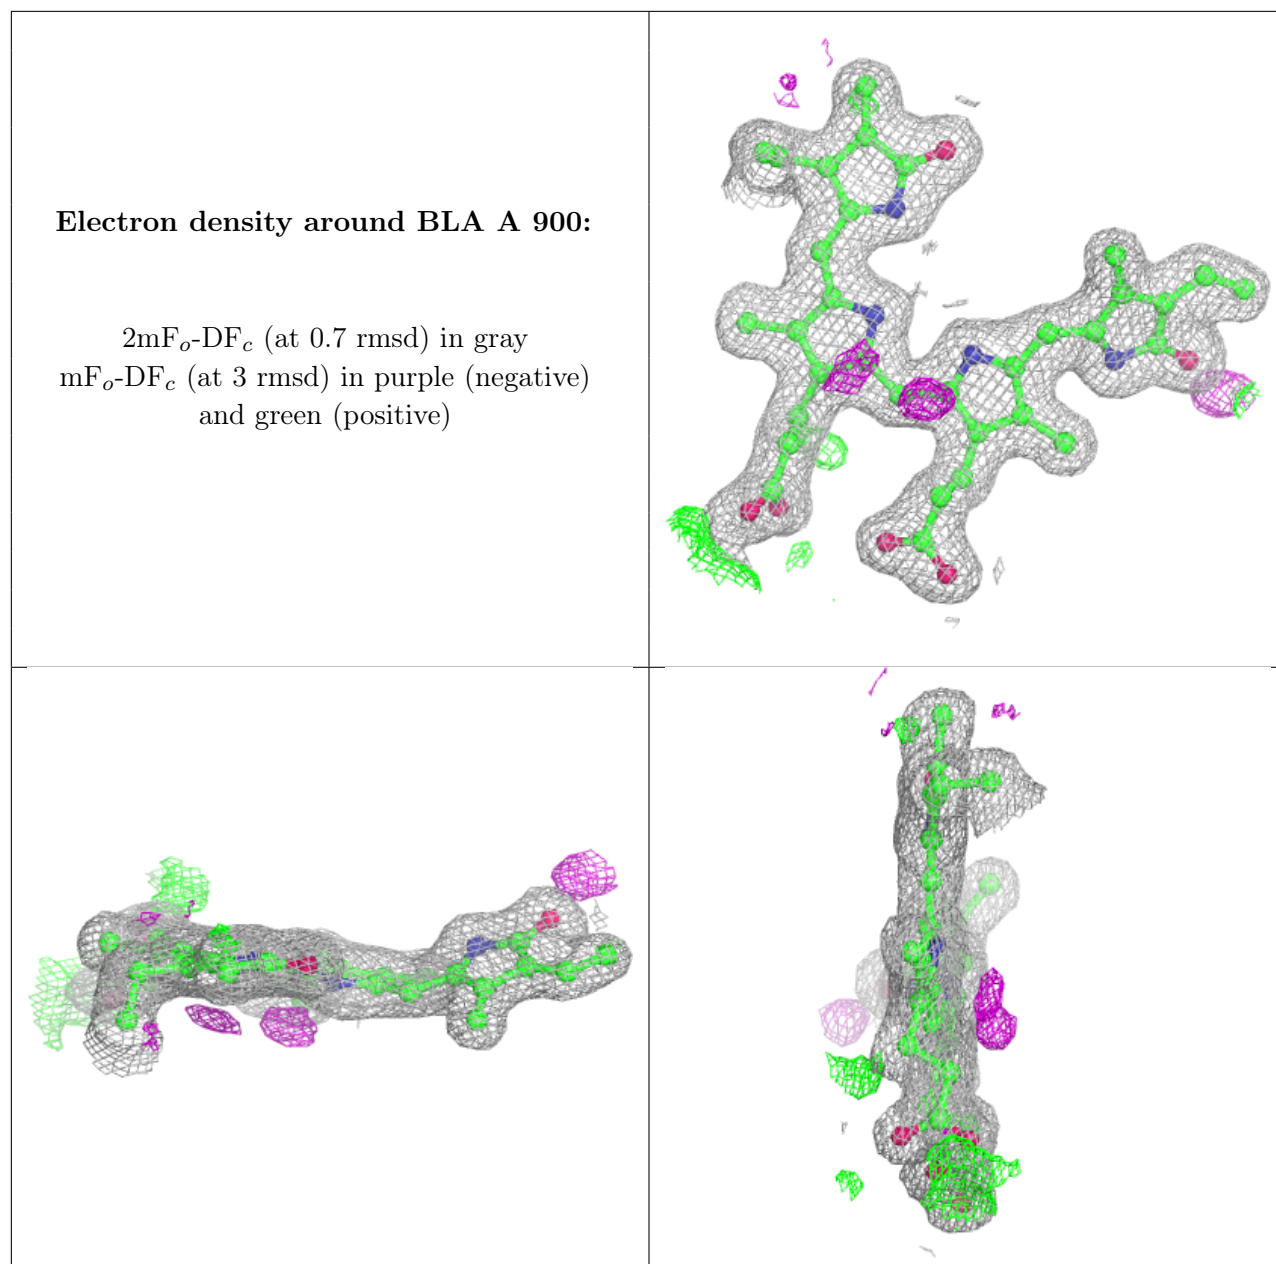 Electron density around BLA A 900:
2mFₒ-DF𝒸 (at 0.7 rmsd) in gray
mFₒ-DF𝒸 (at 3 rmsd) in purple (negative)
and green (positive)